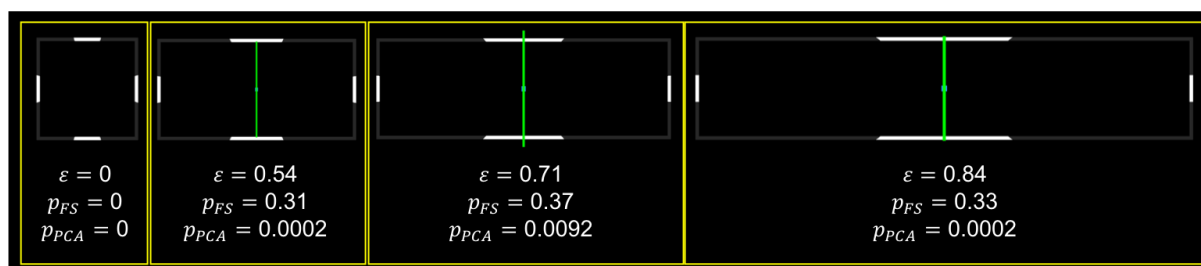 ε = 0
p_FS = 0
p_PCA = 0
ε = 0.54
p_FS = 0.31
p_PCA = 0.0002
ε = 0.71
p_FS = 0.37
p_PCA = 0.0092
ε = 0.84
p_FS = 0.33
p_PCA = 0.0002